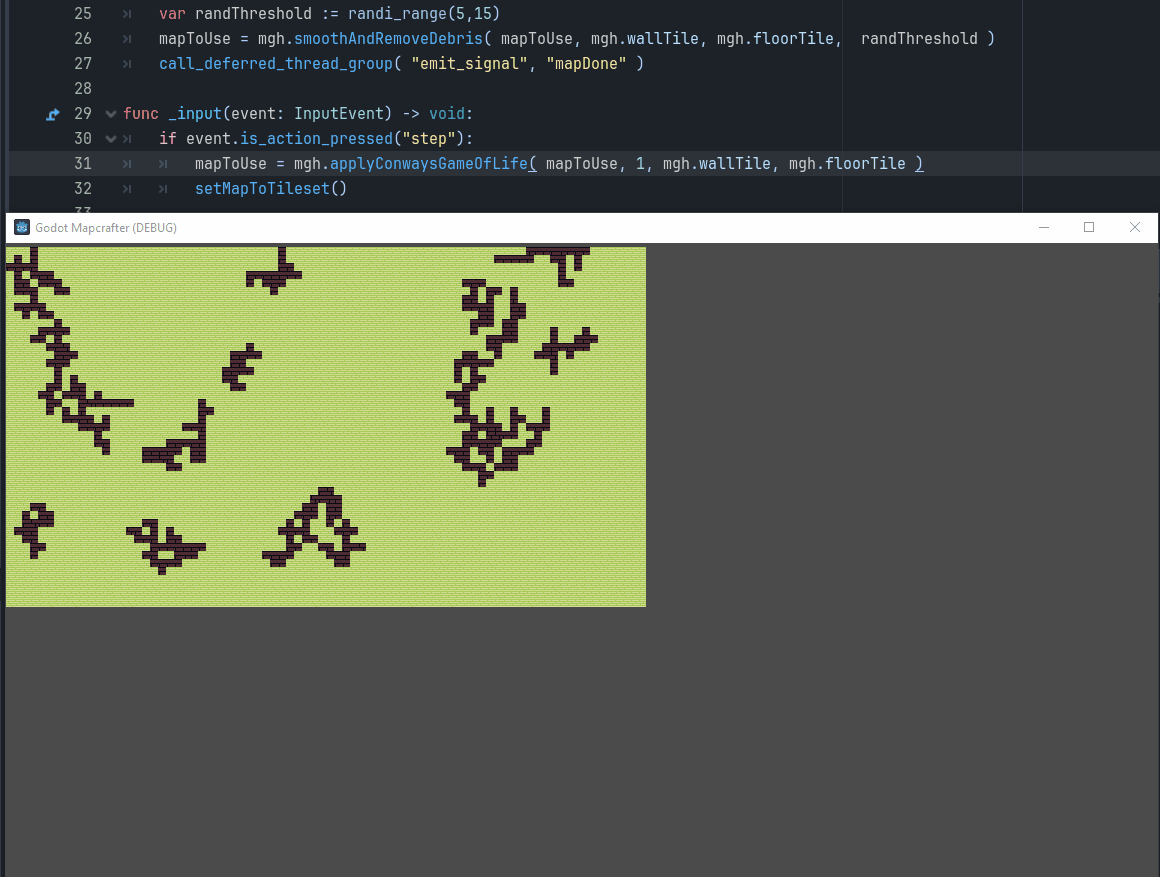 25 var randThreshold := randi_range(5,15)
26 mapToUse = mgh.smoothAndRemoveDebris( mapToUse, mgh.wallTile, mgh.floorTile,  randThreshold )
27 call_deferred_thread_group( "emit_signal", "mapDone" )
28
29 func _input(event: InputEvent) -> void:
30 if event.is_action_pressed("step"):
31 mapToUse = mgh.applyConwaysGameOfLife( mapToUse, 1, mgh.wallTile, mgh.floorTile )
32 setMapToTileset()
33
Godot Mapcrafter (DEBUG)